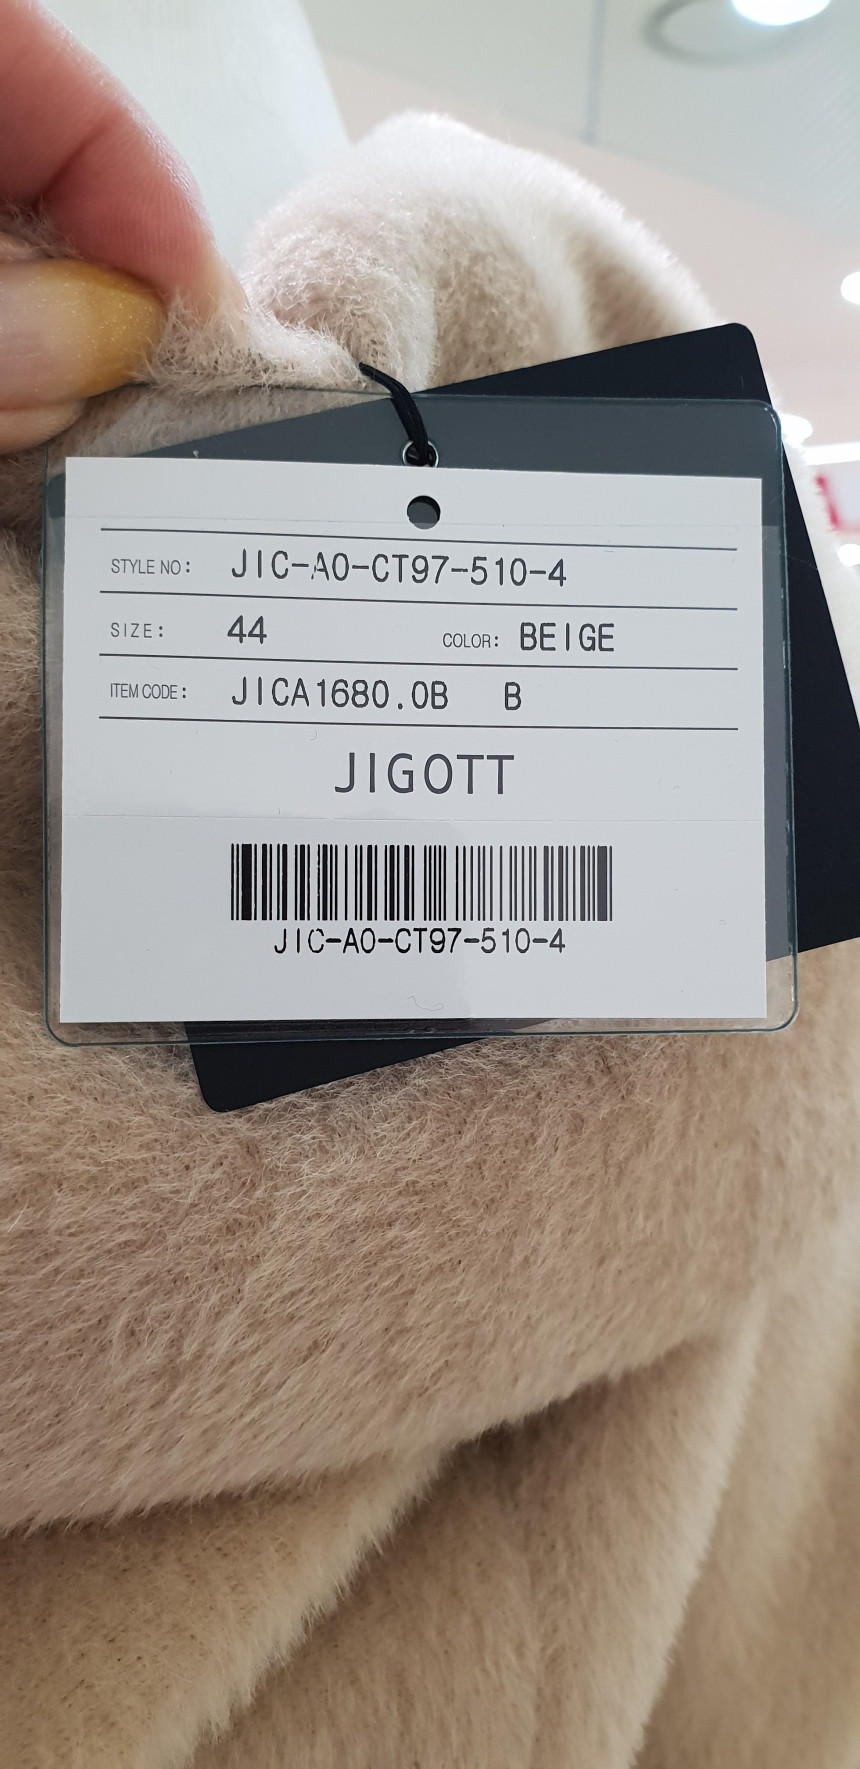 STYLE NO: JIC-A0-CT97-510-4
SIZE: 44 COLOR: BEIGE
ITEM CODE: JICA1680.0B B
JIGOTT
JIC-A0-CT97-510-4